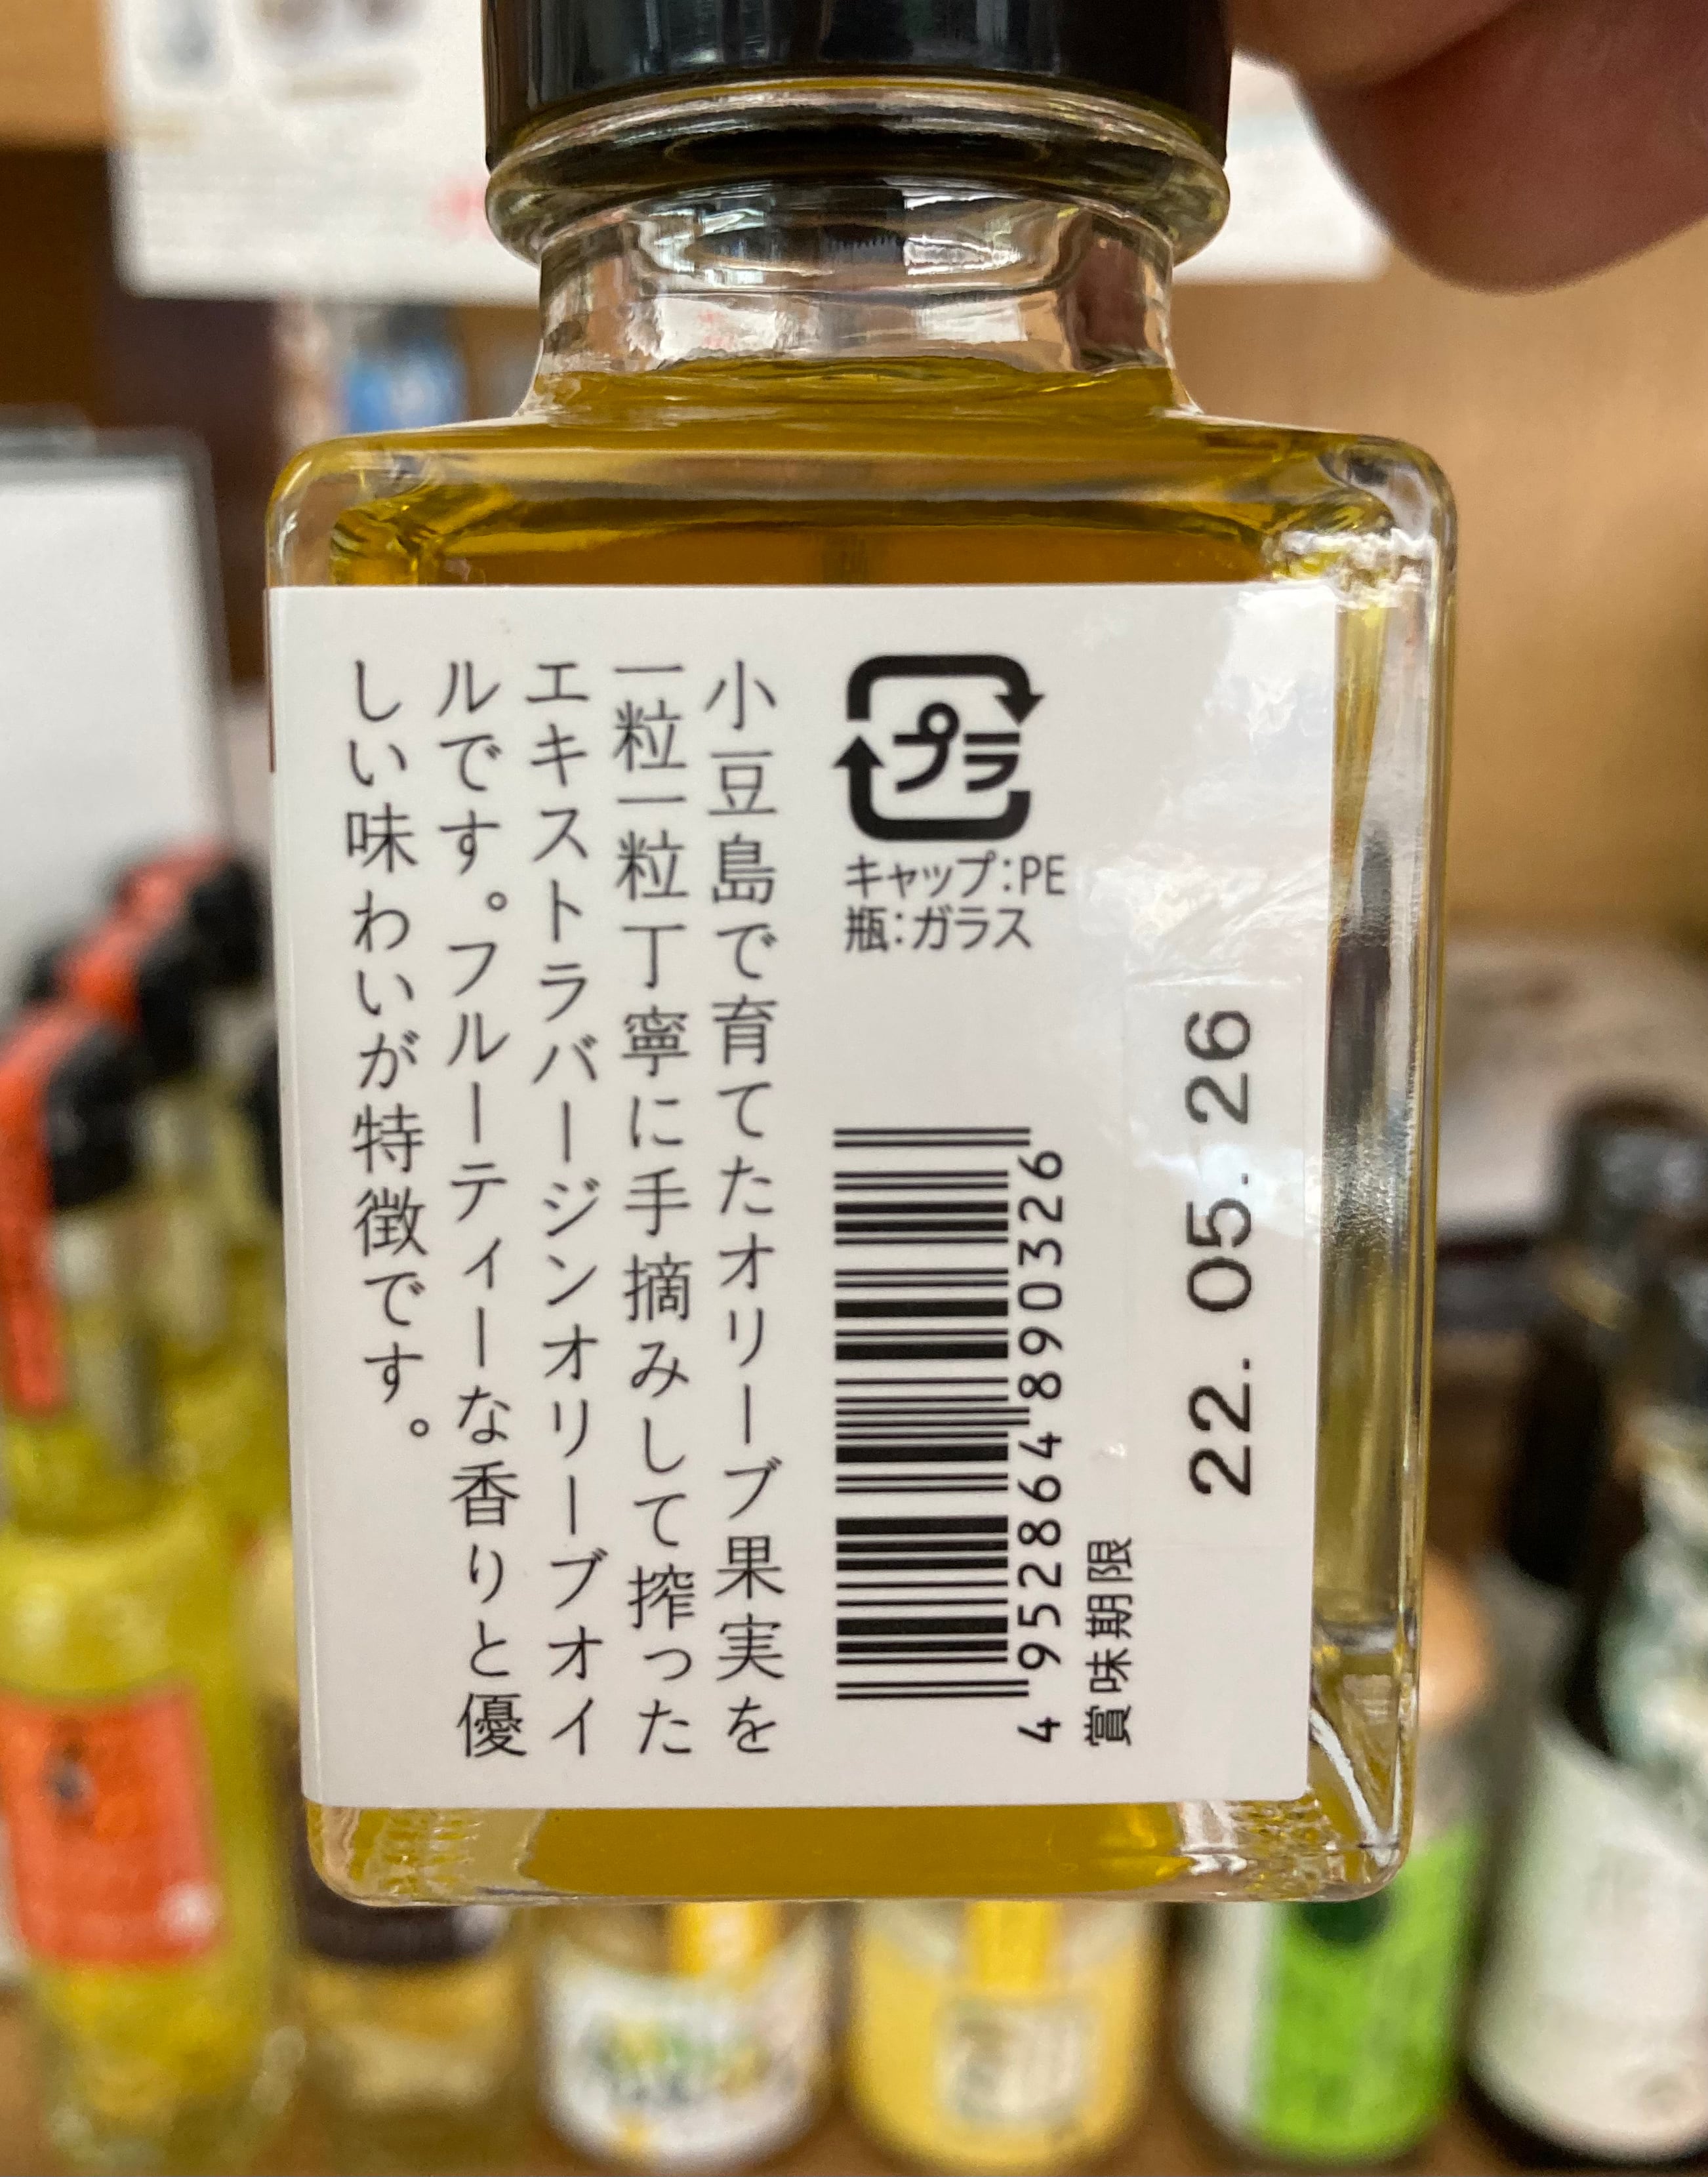 プラ
キャップ：PE
瓶：ガラス
小豆島で育てたオリーブ果実を
一粒一粒丁寧に手摘みして搾った
エキストラバージンオリーブオイ
ルです。フルーティーな香りと優
しい味わいが特徴です。
4952864890326
賞味期限
22. 05. 26